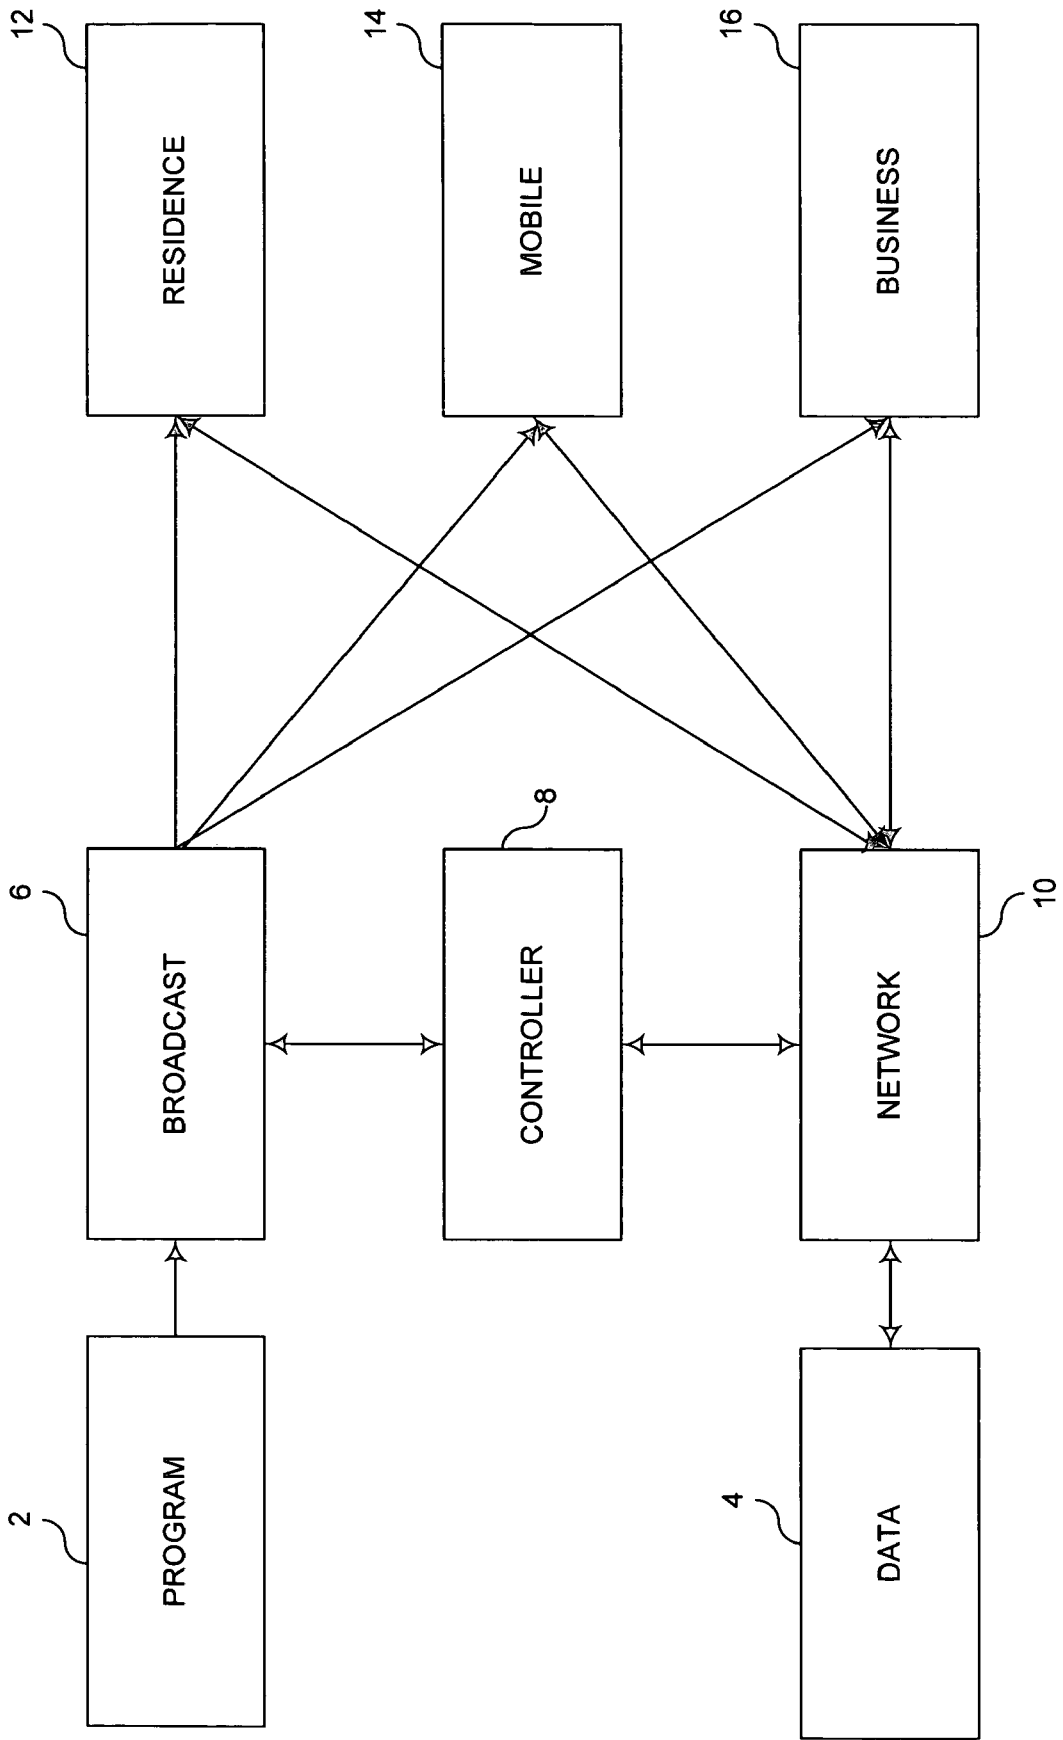 2
PROGRAM
6
BROADCAST
12
RESIDENCE
8
CONTROLLER
14
MOBILE
4
DATA
10
NETWORK
16
BUSINESS